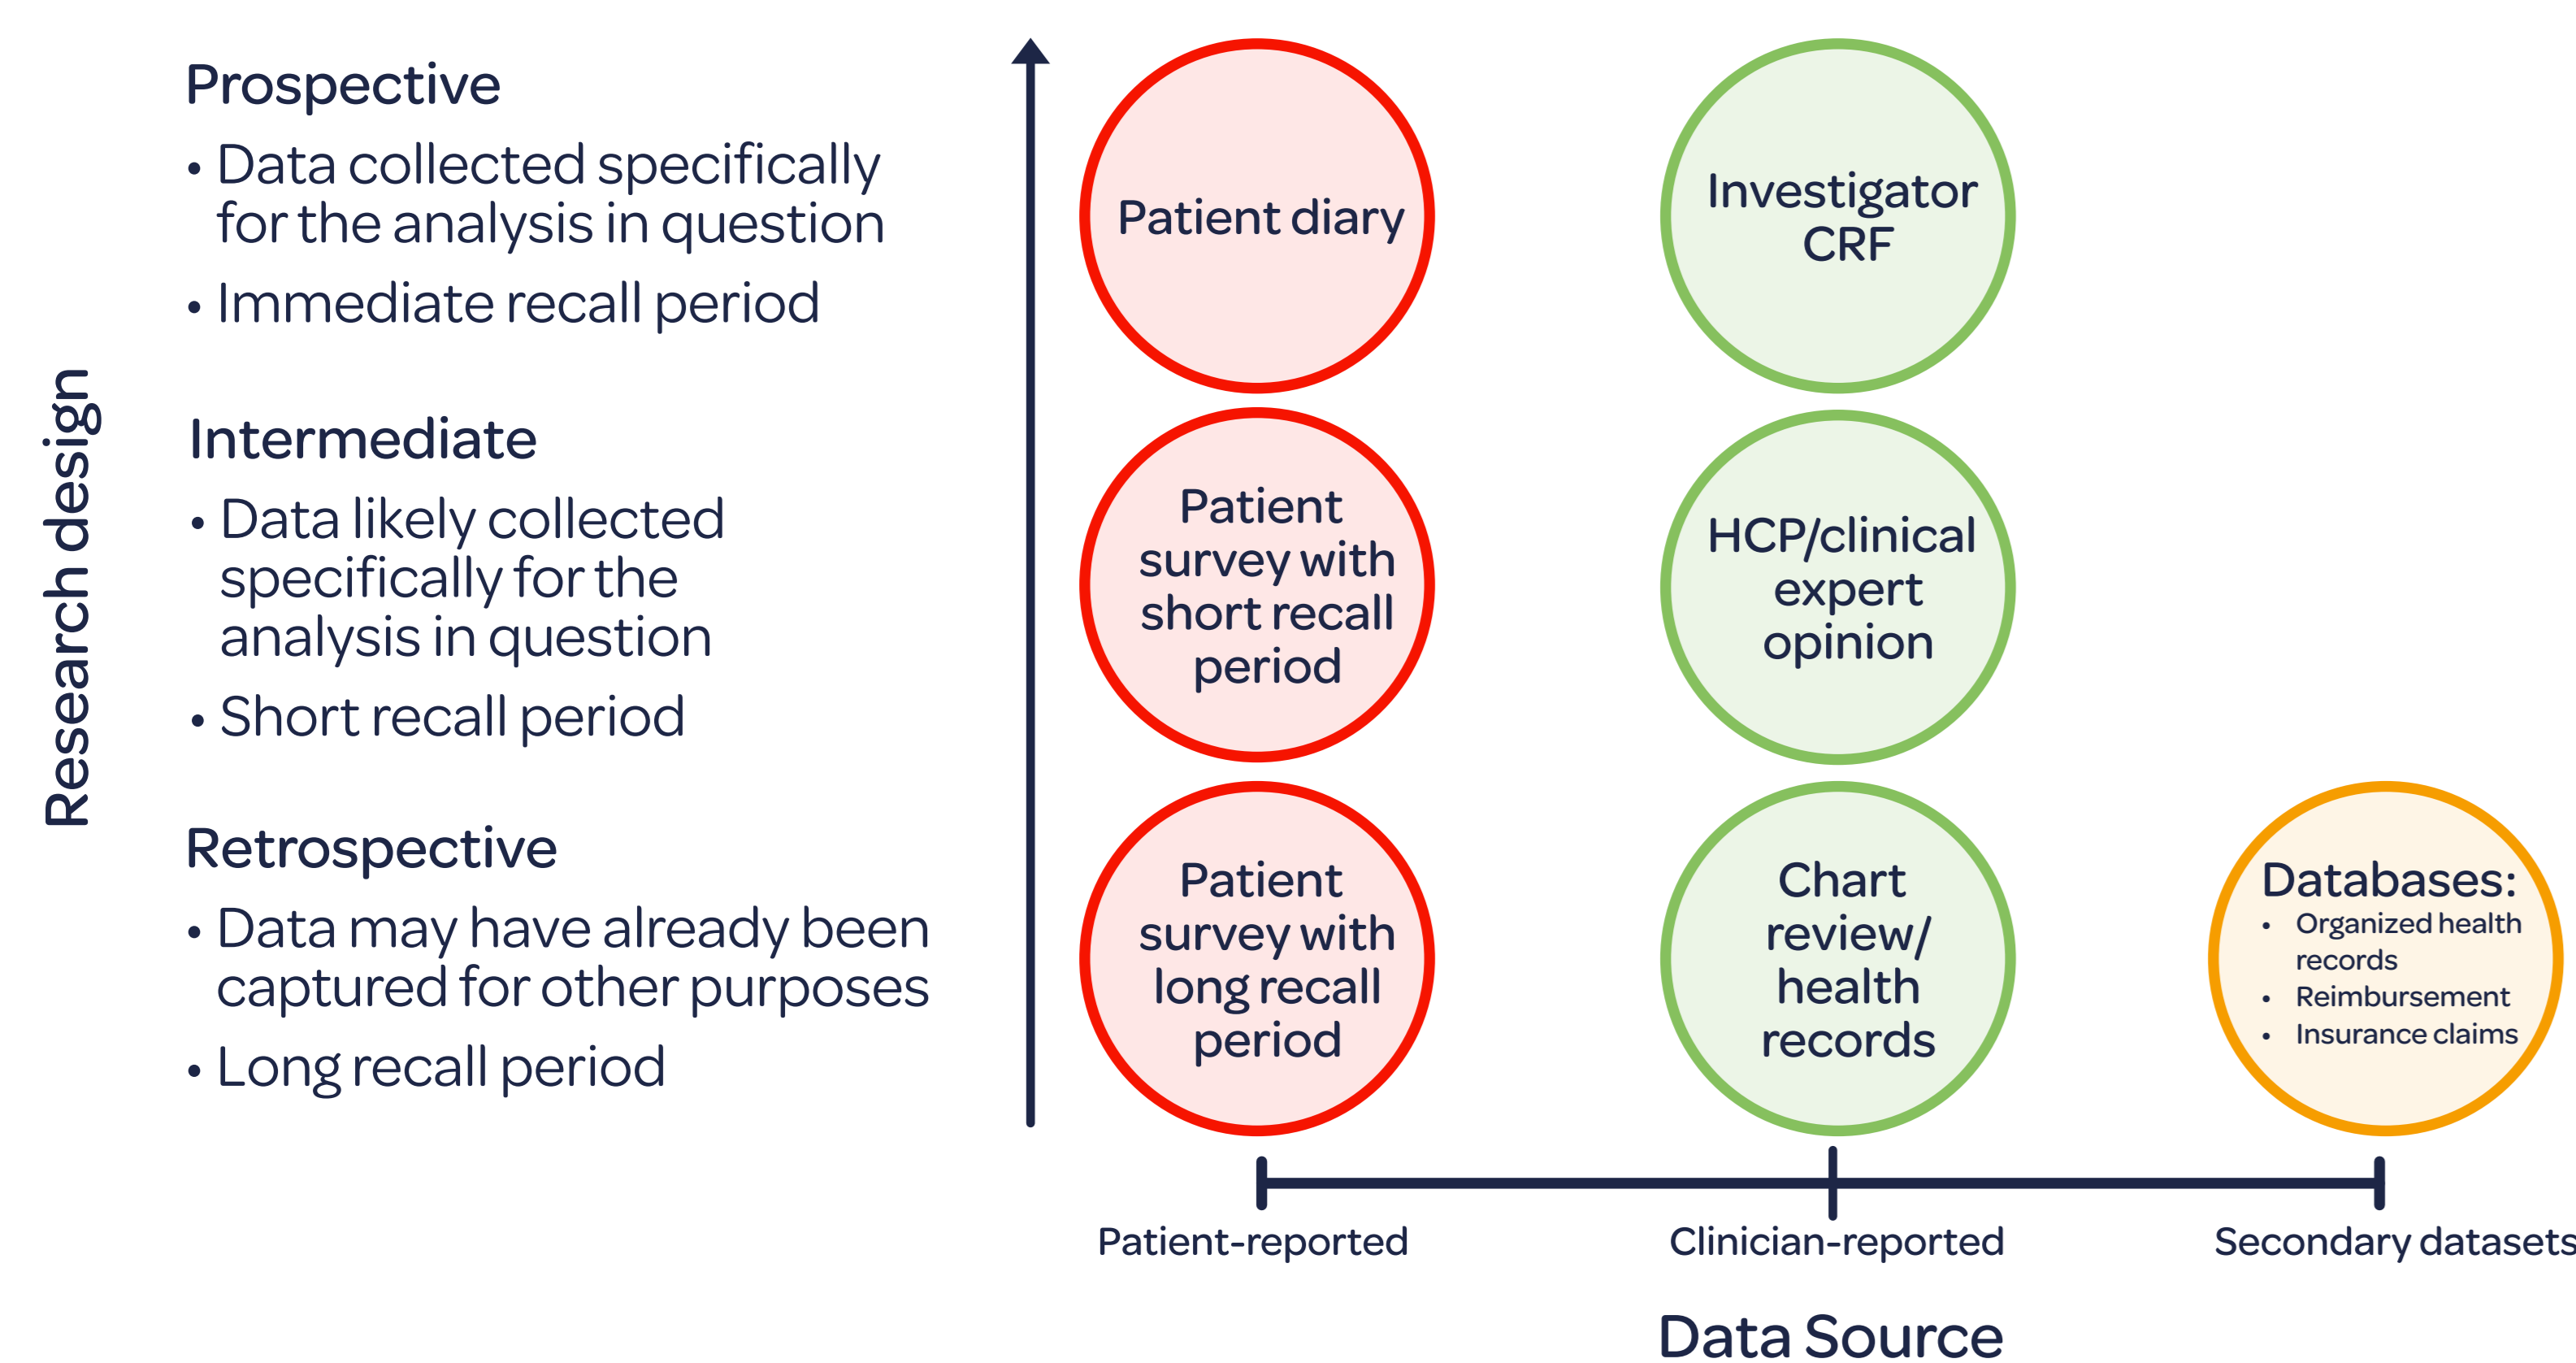 Research design
Prospective
• Data collected specifically
for the analysis in question
• Immediate recall period
Intermediate
• Data likely collected
specifically for the
analysis in question
• Short recall period
Retrospective
• Data may have already been
captured for other purposes
• Long recall period
Patient diary
Investigator
CRF
Patient
survey with
short recall
period
HCP/clinical
expert
opinion
Patient
survey with
long recall
period
Chart
review/
health
records
Databases:
• Organized health
records
• Reimbursement
• Insurance claims
Patient-reported
Clinician-reported
Secondary datasets
Data Source